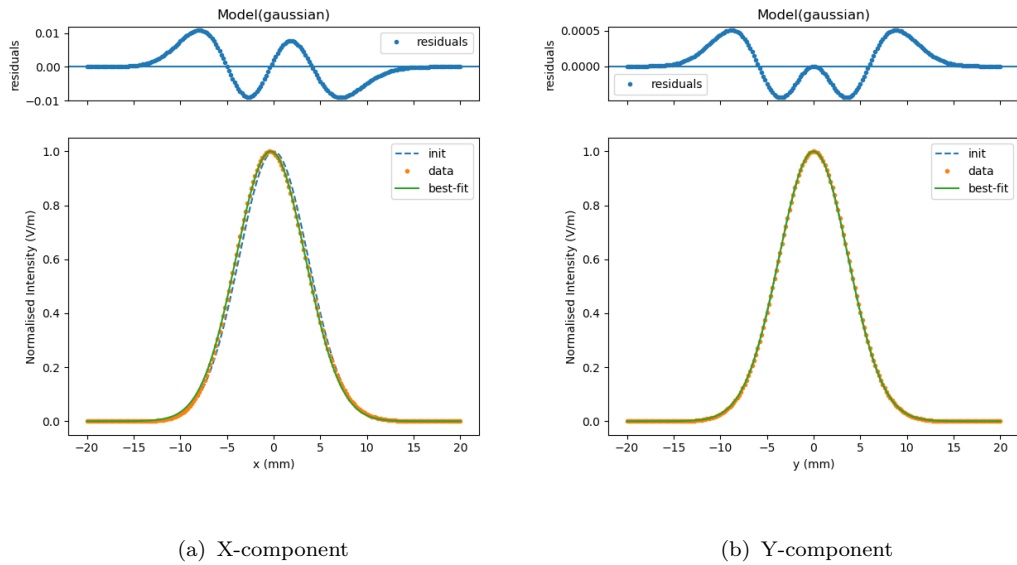 Model(gaussian)
0.01
0.00
−0.01
residuals
residuals
1.0
0.8
0.6
0.4
0.2
0.0
Normalised Intensity (V/m)
init
data
best-fit
−20 −15 −10 −5 0 5 10 15 20
x (mm)
(a) X-component
Model(gaussian)
0.0005
0.0000
residuals
residuals
1.0
0.8
0.6
0.4
0.2
0.0
Normalised Intensity (V/m)
init
data
best-fit
−20 −15 −10 −5 0 5 10 15 20
y (mm)
(b) Y-component